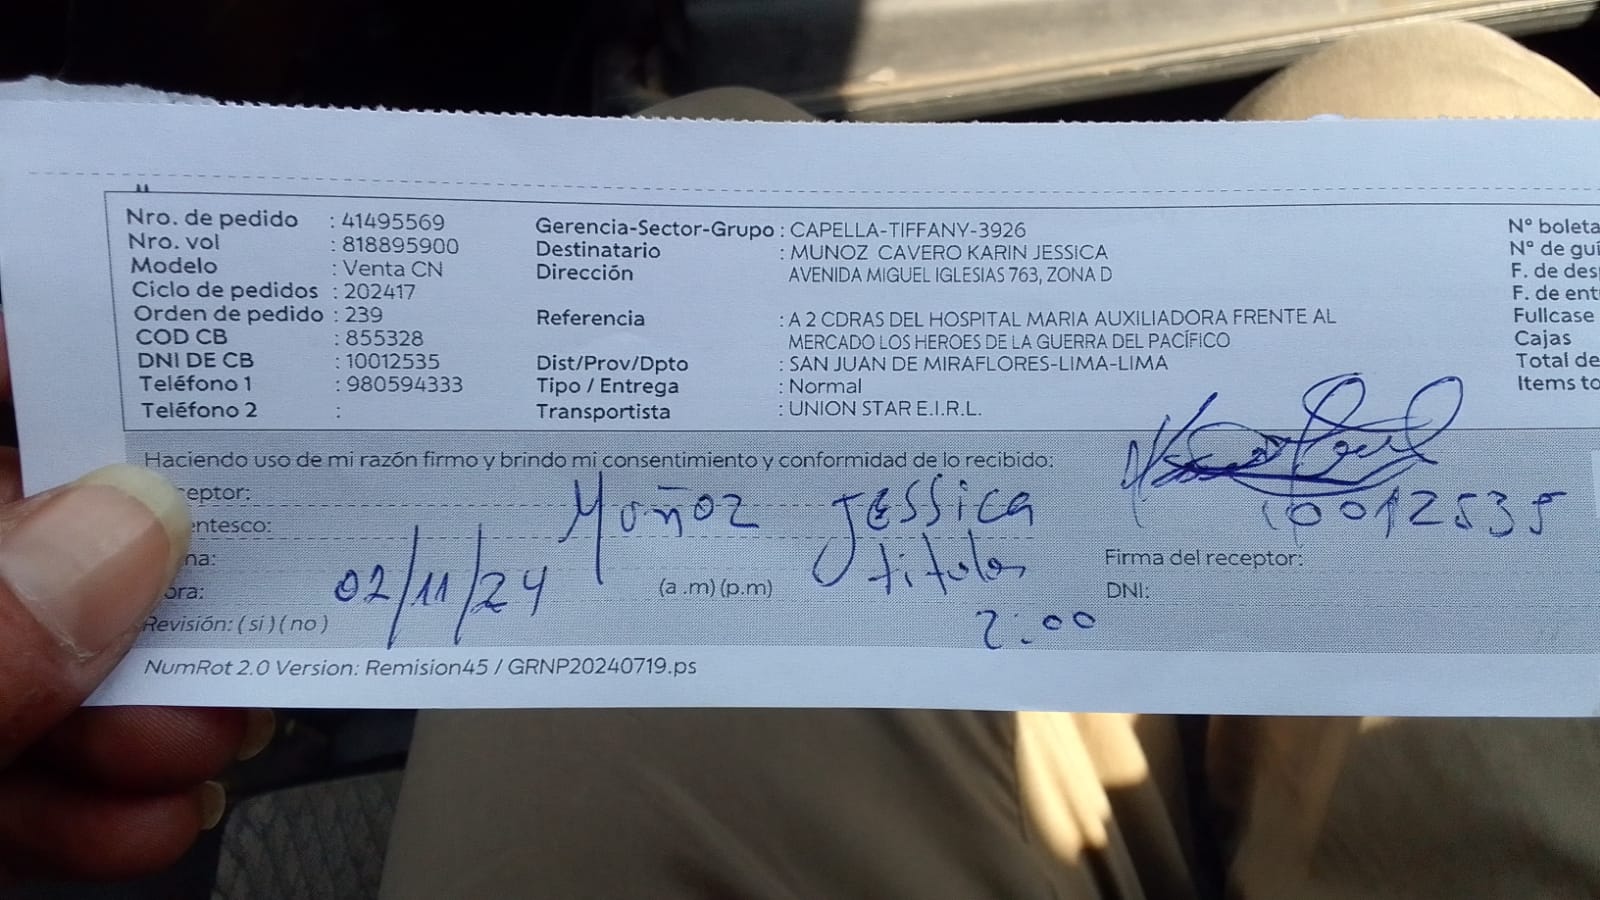 Nro. de pedido : 41495569
Nro. vol : 818895900
Modelo : Venta CN
Ciclo de pedidos : 202417
Orden de pedido : 239
COD CB : 855328
DNI DE CB : 10012535
Teléfono 1 : 980594333
Teléfono 2 :
Gerencia-Sector-Grupo : CAPELLA-TIFFANY-3926
Destinatario : MUNOZ CAVERO KARIN JESSICA
Dirección AVENIDA MIGUEL IGLESIAS 763, ZONA D
Referencia : A 2 CDRAS DEL HOSPITAL MARIA AUXILIADORA FRENTE AL
MERCADO LOS HEROES DE LA GUERRA DEL PACÍFICO
Dist/Prov/Dpto : SAN JUAN DE MIRAFLORES-LIMA-LIMA
Tipo / Entrega : Normal
Transportista : UNION STAR E.I.R.L.
N° boleta
N° de guí
F. de des
F. de ent
Fullcase
Cajas
Total de
Items to
Haciendo uso de mi razón firmo y brindo mi consentimiento y conformidad de lo recibido:
ceptor: Muñoz Jessica
entesco: titular
na: 02/11/24
ora: (a .m) (p.m) 2:00
Revisión: ( si ) ( no )
10012535
Firma del receptor:
DNI:
NumRot 2.0 Version: Remision45 / GRNP20240719.ps